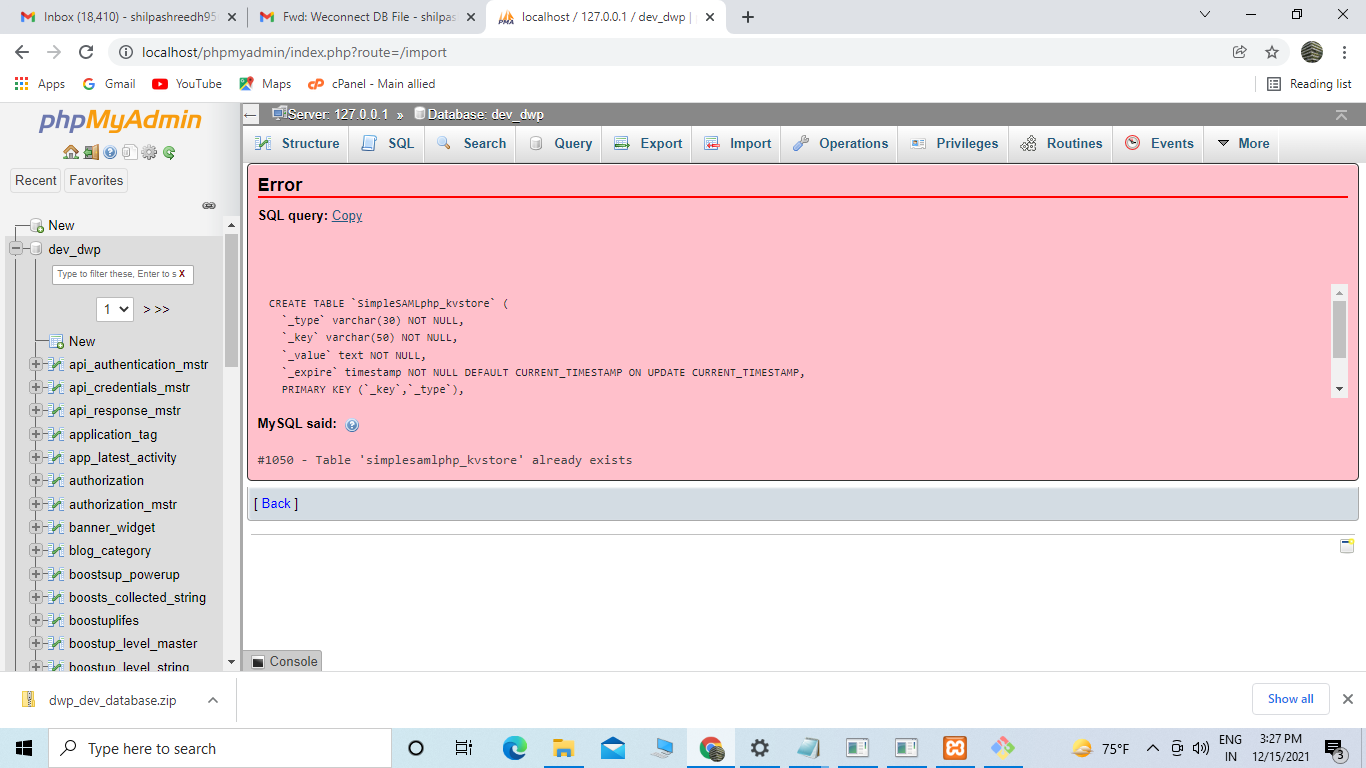 Inbox (18,410) - shilpashreedh95
Fwd: Weconnect DB File - shilpas
localhost / 127.0.0.1 / dev_dwp |
localhost/phpmyadmin/index.php?route=/import
Apps
Gmail
YouTube
Maps
cPanel - Main allied
Reading list
phpMyAdmin
Recent
Favorites
New
dev_dwp
Type to filter these, Enter to s X
1 > >>
New
api_authentication_mstr
api_credentials_mstr
api_response_mstr
application_tag
app_latest_activity
authorization
authorization_mstr
banner_widget
blog_category
boostsup_powerup
boosts_collected_string
boostuplifes
boostup_level_master
boostup_level_string
Server: 127.0.0.1 » Database: dev_dwp
Structure
SQL
Search
Query
Export
Import
Operations
Privileges
Routines
Events
More
Error
SQL query: Copy
CREATE TABLE `SimpleSAMLphp_kvstore` (
`_type` varchar(30) NOT NULL,
`_key` varchar(50) NOT NULL,
`_value` text NOT NULL,
`_expire` timestamp NOT NULL DEFAULT CURRENT_TIMESTAMP ON UPDATE CURRENT_TIMESTAMP,
PRIMARY KEY (`_key`,`_type`),
MySQL said:
#1050 - Table 'simplesamlphp_kvstore' already exists
[ Back ]
Console
dwp_dev_database.zip
Show all
Type here to search
75°F
ENG
IN
3:27 PM
12/15/2021
3